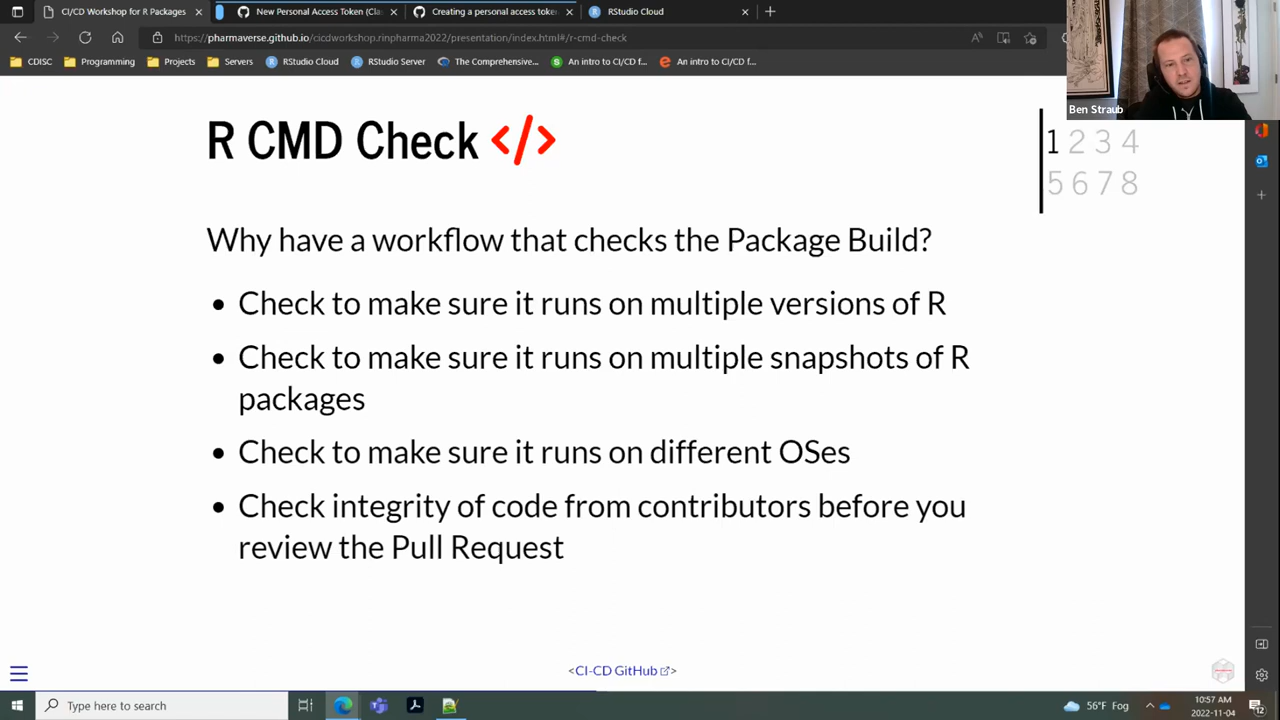 CI/CD Workshop for R Packages
New Personal Access Token (Cla
Creating a personal access toke
RStudio Cloud
https://pharmaverse.github.io/cicdworkshop.rinpharma2022/presentation/index.html#/r-cmd-check
CDISC
Programming
Projects
Servers
RStudio Cloud
RStudio Server
The Comprehensive...
An intro to CI/CD f...
An intro to CI/CD f...
Ben Straub
R CMD Check </>
1 2 3 4
5 6 7 8
Why have a workflow that checks the Package Build?
• Check to make sure it runs on multiple versions of R
• Check to make sure it runs on multiple snapshots of R
packages
• Check to make sure it runs on different OSes
• Check integrity of code from contributors before you
review the Pull Request
<CI-CD GitHub>
Type here to search
56°F Fog
10:57 AM
2022-11-04
12